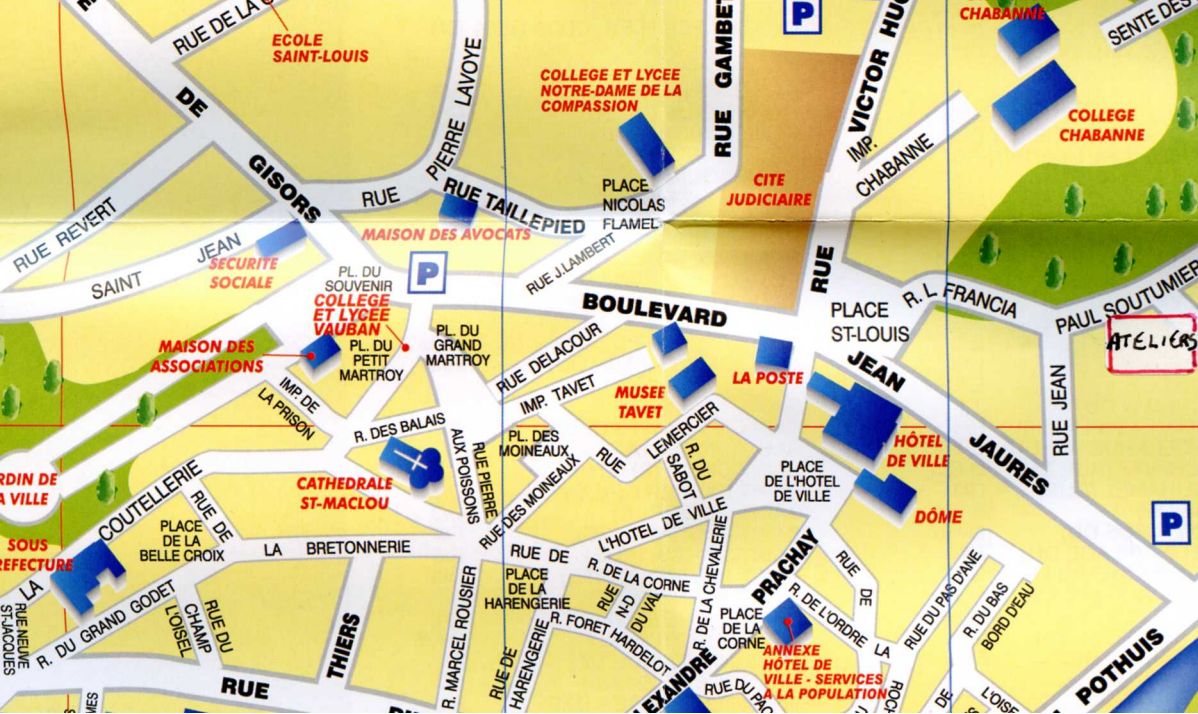 RUE DE LA
ECOLE
SAINT-LOUIS
DE
GISORS
PIERRE LAVOYE
RUE
RUE TAILLEPIED
COLLEGE ET LYCEE
NOTRE-DAME DE LA
COMPASSION
RUE GAMBET
P
VICTOR HUG
RUE
CHABANNE
SENTE DES
COLLEGE
CHABANNE
IMP.
CHABANNE
CITE
JUDICIAIRE
PLACE
NICOLAS
FLAMEL
MAISON DES AVOCATS
RUE J.LAMBERT
RUE REVERT
SAINT JEAN
SECURITE
SOCIALE
PL. DU
SOUVENIR
P
COLLEGE
ET LYCEE
VAUBAN
PL. DU
PETIT
MARTROY
PL. DU
GRAND
MARTROY
MAISON DES
ASSOCIATIONS
BOULEVARD
JEAN
JAURES
PLACE
ST-LOUIS
R. L FRANCIA
PAUL SOUTUMIER
ATELIERS
RUE JEAN
RUE DELACOUR
IMP. TAVET
MUSEE
TAVET
LA POSTE
HÔTEL
DE VILLE
DÔME
IMP. DE
LA PRISON
R. DES BALAIS
CATHEDRALE
ST-MACLOU
RUE PIERRE
AUX POISSONS
PL. DES
MOINEAUX
RUE DES MOINEAUX
RUE LEMERCIER
R. DU
SABOT
PLACE
DE L'HOTEL
DE VILLE
P
RDIN DE
A VILLE
SOUS
REFECTURE
LA COUTELLERIE
PLACE
DE LA
BELLE CROIX
RUE DE
LA BRETONNERIE
RUE DE
L'HOTEL DE VILLE
R. DE LA CORNE
R. DE LA CHEVALERIE
PLACE
DE LA
HARENGERIE
RUE
N-D
DU VAL
R. FORET HARDELOT
PLACE
DE LA
CORNE
PRACHAY
RUE DE LA
R. DE L'ORDRE
RUE DU PAS D'ANE
R. DU BAS
BORD D'EAU
ANNEXE
HÔTEL DE
VILLE - SERVICES
A LA POPULATION
RUE NEUVE
ST-JACQUES
R. DU GRAND GODET
RUE DU
CHAMP
L'OISEL
THIERS
R. MARCEL ROUSIER
RUE DE
HARENGERIE
LEXANDRE
RUE
RUE DU PAO
ROCH
DE
L'OISE
POTHUIS
MES